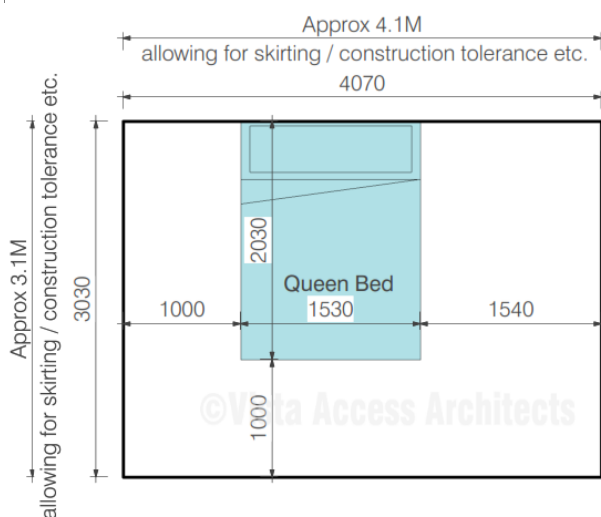 Approx 4.1M
allowing for skirting / construction tolerance etc.
4070
Approx 3.1M
allowing for skirting / construction tolerance etc.
3030
2030
Queen Bed
1000
1530
1540
1000
©Vista Access Architects